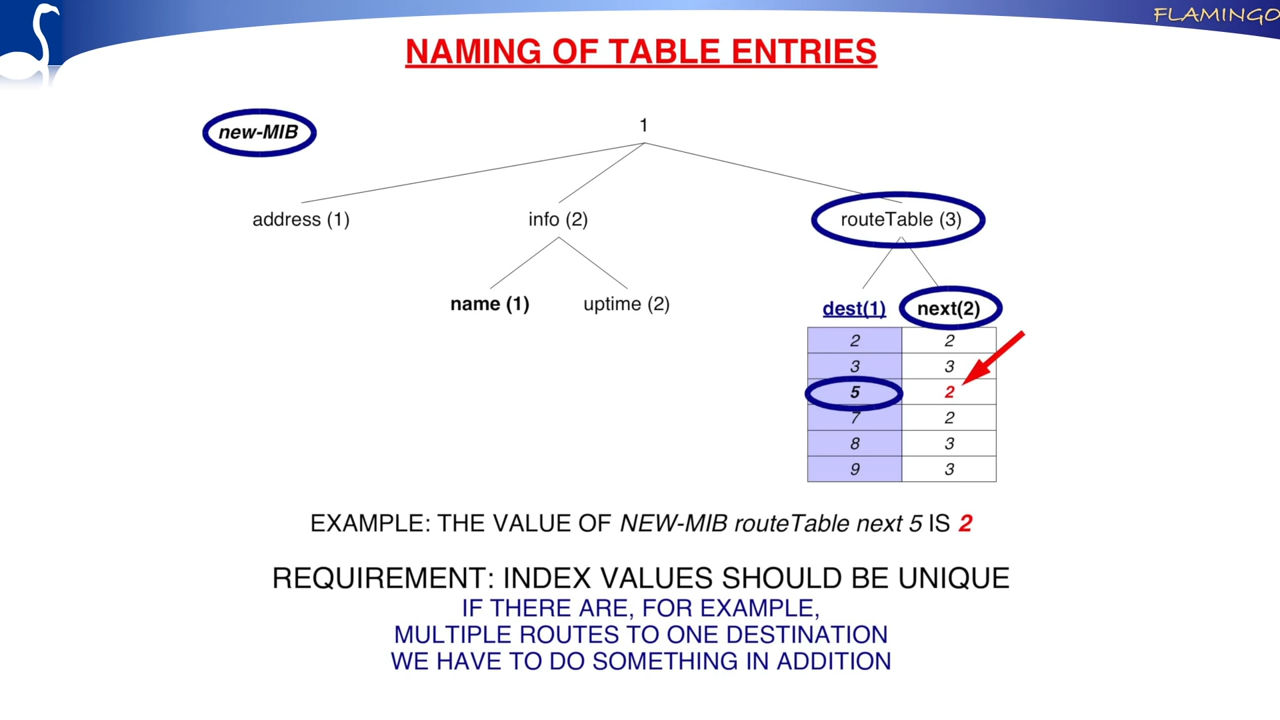 FLAMINGO
NAMING OF TABLE ENTRIES
new-MIB
1
address (1)
info (2)
routeTable (3)
name (1)
uptime (2)
dest(1)
next(2)
2 2
3 3
5 2
7 2
8 3
9 3
EXAMPLE: THE VALUE OF NEW-MIB routeTable next 5 IS 2
REQUIREMENT: INDEX VALUES SHOULD BE UNIQUE
IF THERE ARE, FOR EXAMPLE,
MULTIPLE ROUTES TO ONE DESTINATION
WE HAVE TO DO SOMETHING IN ADDITION